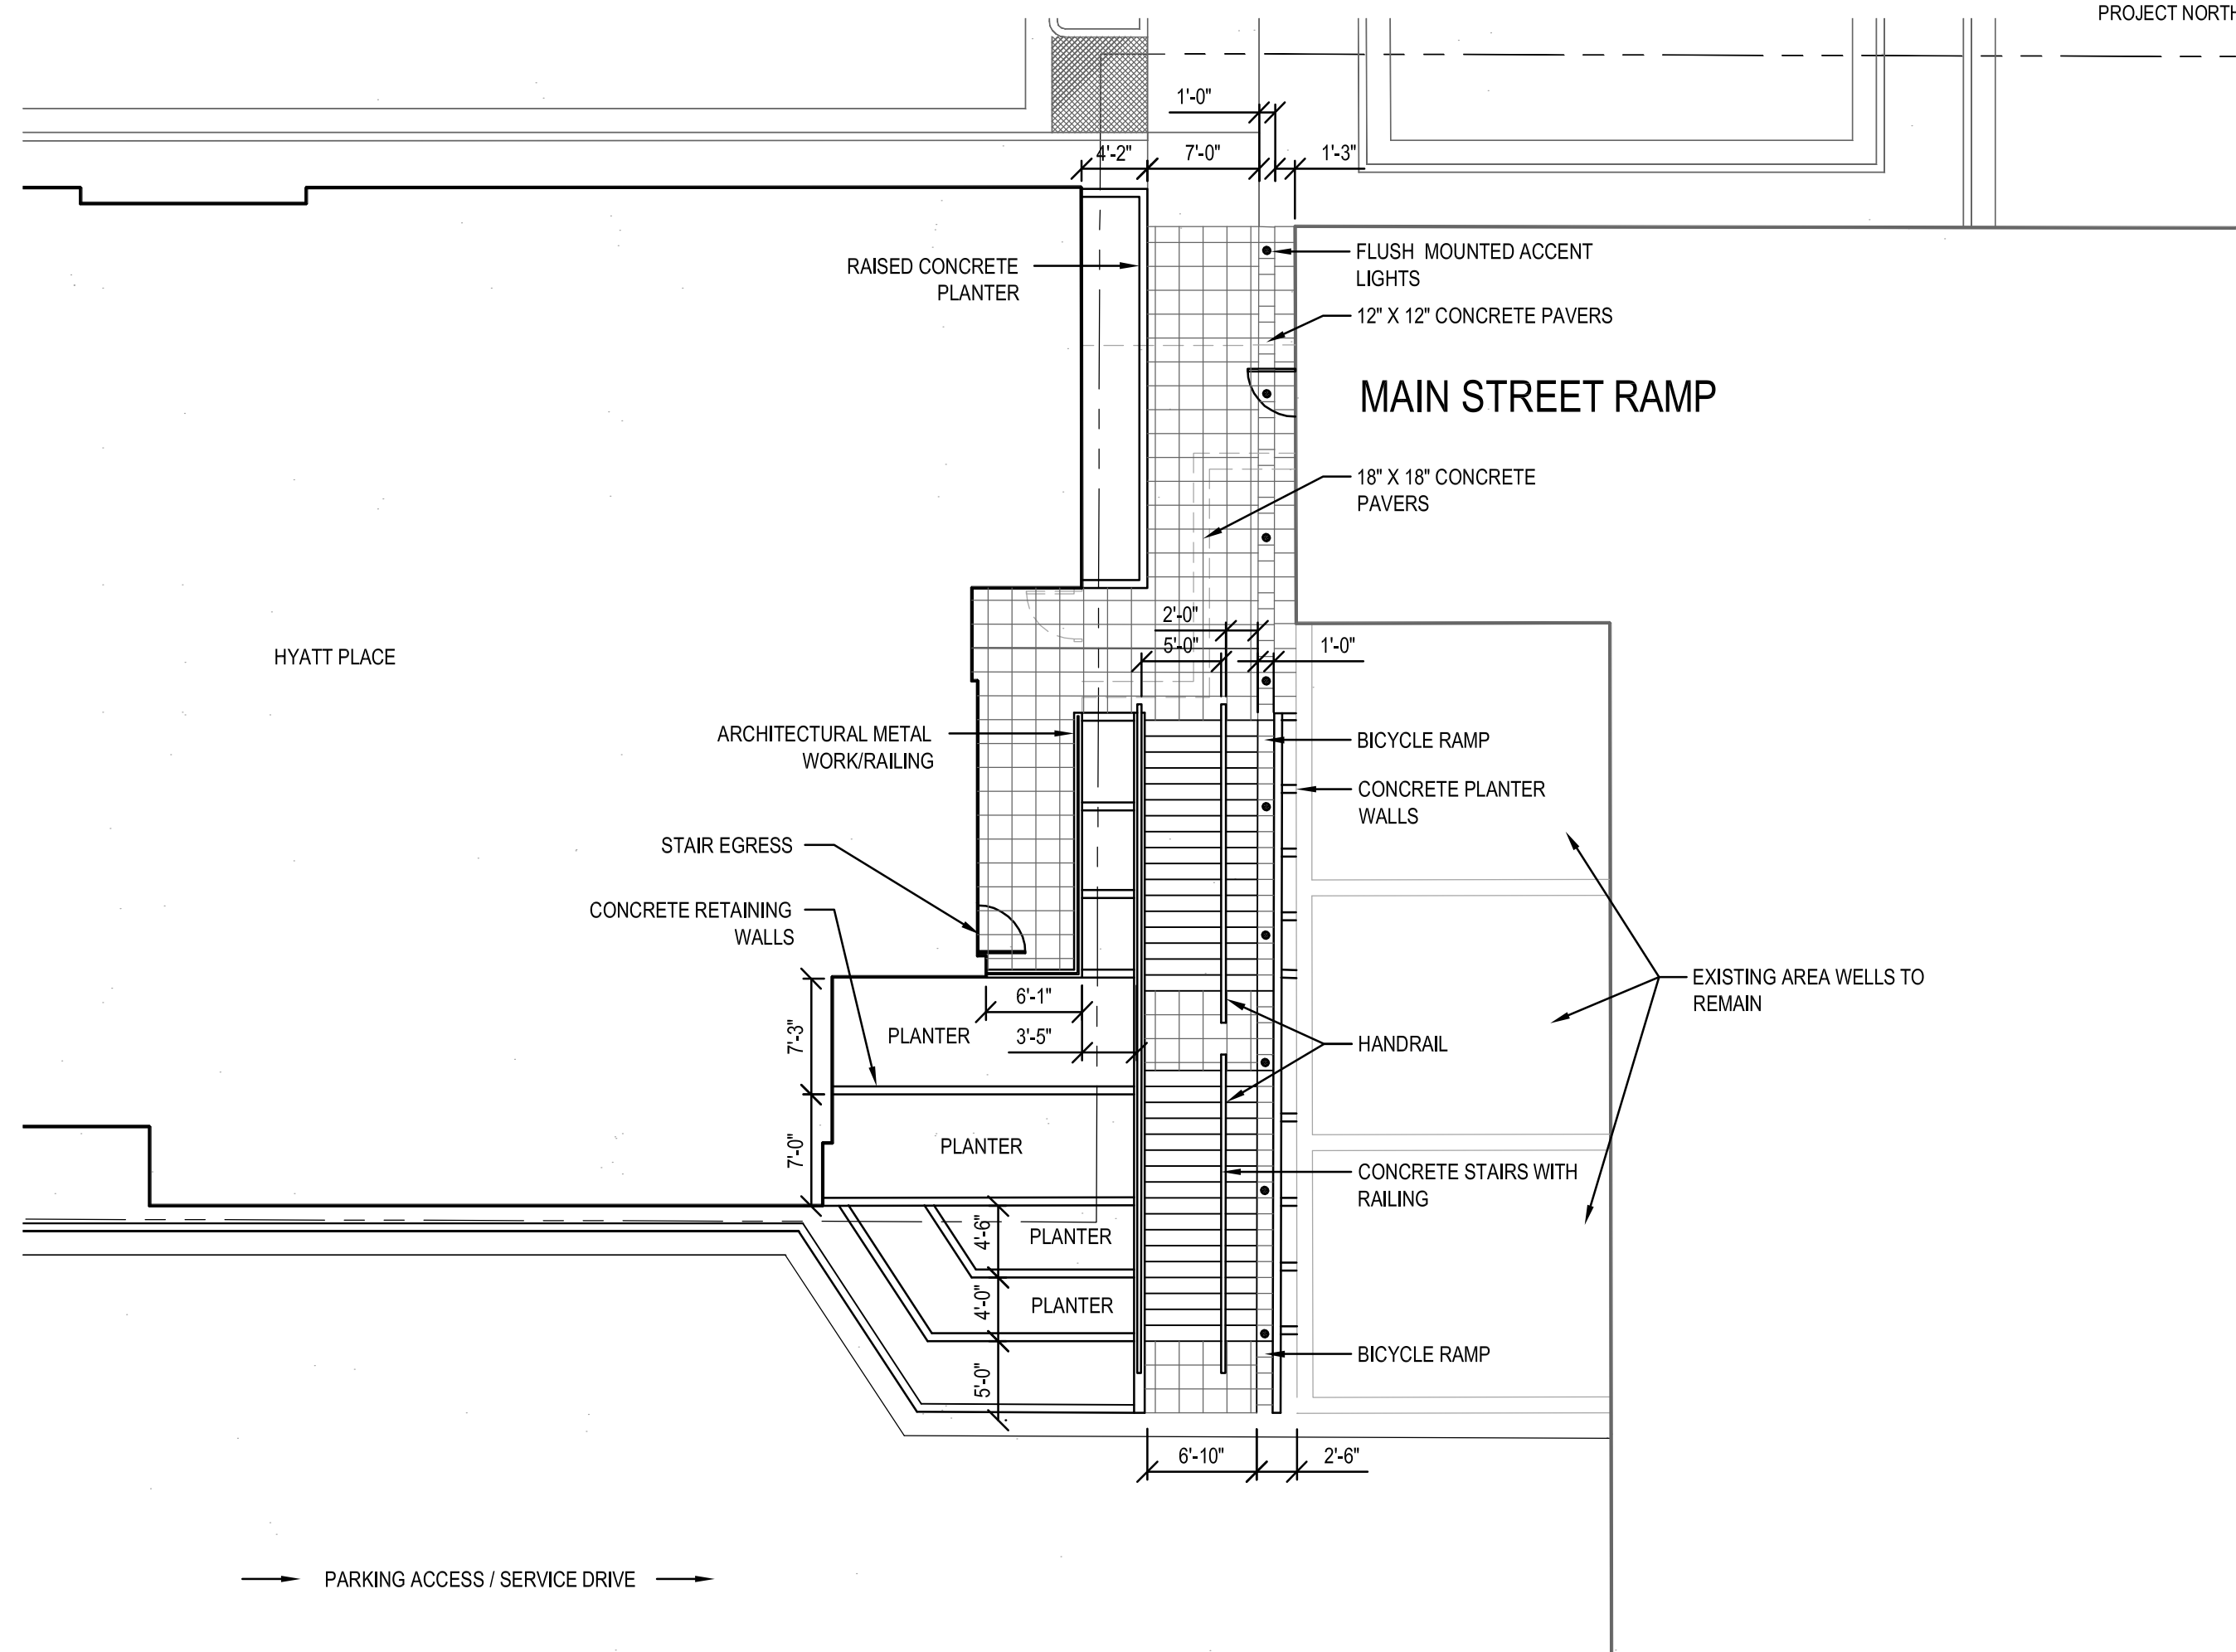 PROJECT NORTH
1'-0"
4'-2"
7'-0"
1'-3"
RAISED CONCRETE
PLANTER
FLUSH MOUNTED ACCENT
LIGHTS
12" X 12" CONCRETE PAVERS
MAIN STREET RAMP
18" X 18" CONCRETE
PAVERS
HYATT PLACE
2'-0"
5'-0"
1'-0"
ARCHITECTURAL METAL
WORK/RAILING
BICYCLE RAMP
CONCRETE PLANTER
WALLS
STAIR EGRESS
CONCRETE RETAINING
WALLS
EXISTING AREA WELLS TO
REMAIN
6'-1"
7'-3"
PLANTER
3'-5"
HANDRAIL
7'-0"
PLANTER
CONCRETE STAIRS WITH
RAILING
4'-6"
PLANTER
4'-0"
PLANTER
BICYCLE RAMP
5'-0"
6'-10"
2'-6"
PARKING ACCESS / SERVICE DRIVE